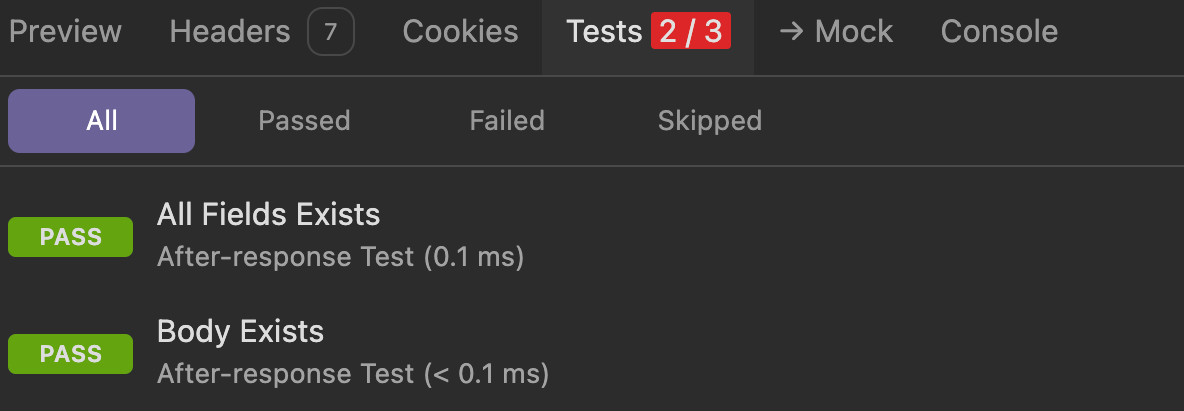 Preview Headers 7 Cookies Tests 2 / 3 → Mock Console
All Passed Failed Skipped
PASS All Fields Exists
After-response Test (0.1 ms)
PASS Body Exists
After-response Test (< 0.1 ms)